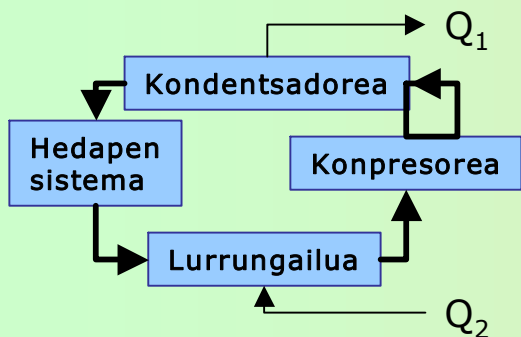 Q₁
Kondentsadorea
Hedapen
sistema
Konpresorea
Lurrungailua
Q₂